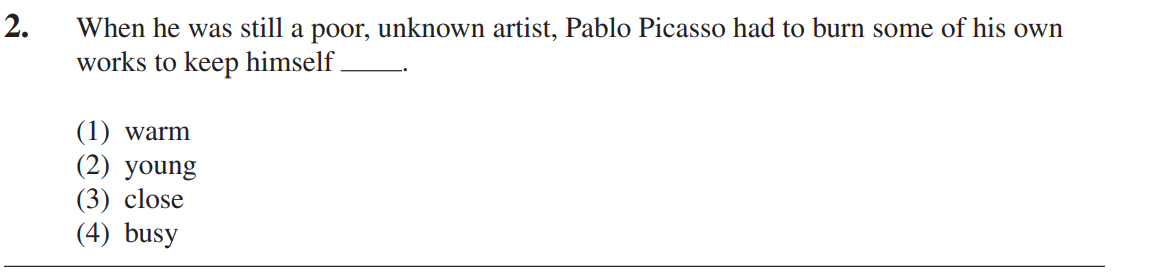 2. When he was still a poor, unknown artist, Pablo Picasso had to burn some of his own
works to keep himself _____.
(1) warm
(2) young
(3) close
(4) busy